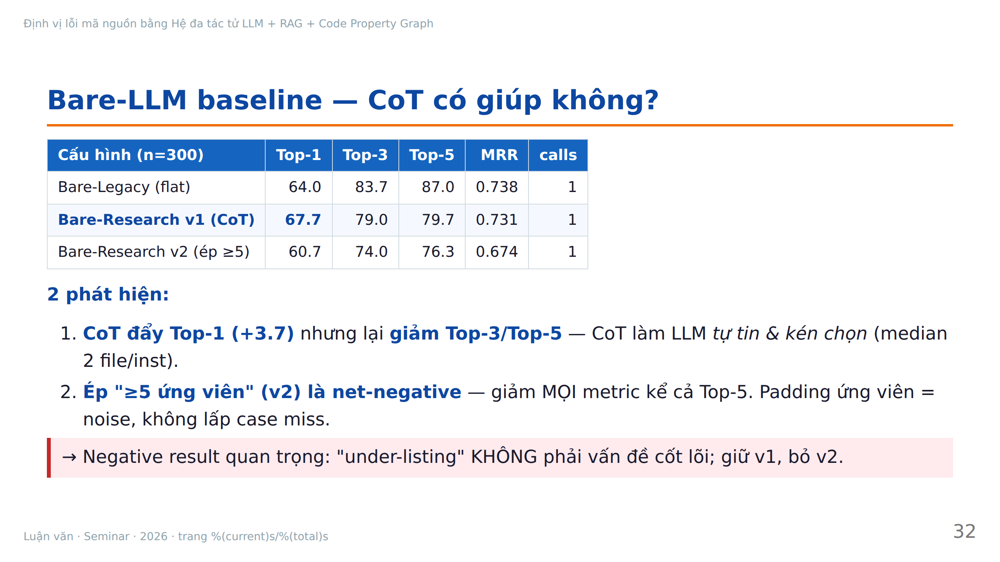 Định vị lỗi mã nguồn bằng Hệ đa tác tử LLM + RAG + Code Property Graph
Bare-LLM baseline — CoT có giúp không?
Cấu hình (n=300) Top-1 Top-3 Top-5 MRR calls
Bare-Legacy (flat) 64.0 83.7 87.0 0.738 1
Bare-Research v1 (CoT) 67.7 79.0 79.7 0.731 1
Bare-Research v2 (ép ≥5) 60.7 74.0 76.3 0.674 1
2 phát hiện:
1. CoT đẩy Top-1 (+3.7) nhưng lại giảm Top-3/Top-5 — CoT làm LLM tự tin & kén chọn (median
2 file/inst).
2. Ép "≥5 ứng viên" (v2) là net-negative — giảm MỌI metric kể cả Top-5. Padding ứng viên =
noise, không lấp case miss.
→ Negative result quan trọng: "under-listing" KHÔNG phải vấn đề cốt lõi; giữ v1, bỏ v2.
Luận văn · Seminar · 2026 · trang %(current)s/%(total)s
32